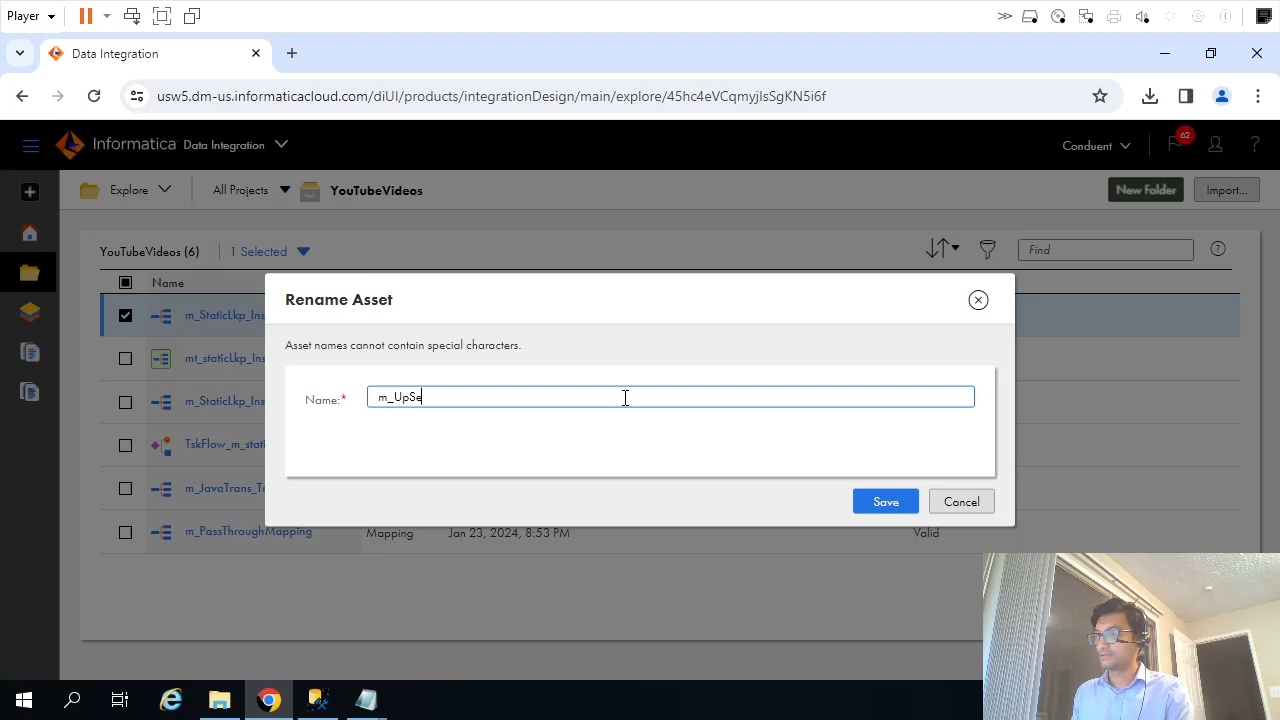 Player
Data Integration
usw5.dm-us.informaticacloud.com/diUI/products/integrationDesign/main/explore/45hc4eVCqmyjIsSgKN5i6f
Informatica Data Integration
Conduent
62
Explore
All Projects
YouTubeVideos
New Folder
Import...
YouTubeVideos (6)
1 Selected
Find
Name
m_StaticLkp_Ins
Rename Asset
Asset names cannot contain special characters.
mt_staticLkp_Ins
Name:*
m_UpSe
m_StaticLkp_Ins
TskFlow_m_stati
m_JavaTrans_Tr
Save
Cancel
m_PassThroughMapping
Mapping
Jan 23, 2024, 8:53 PM
Valid